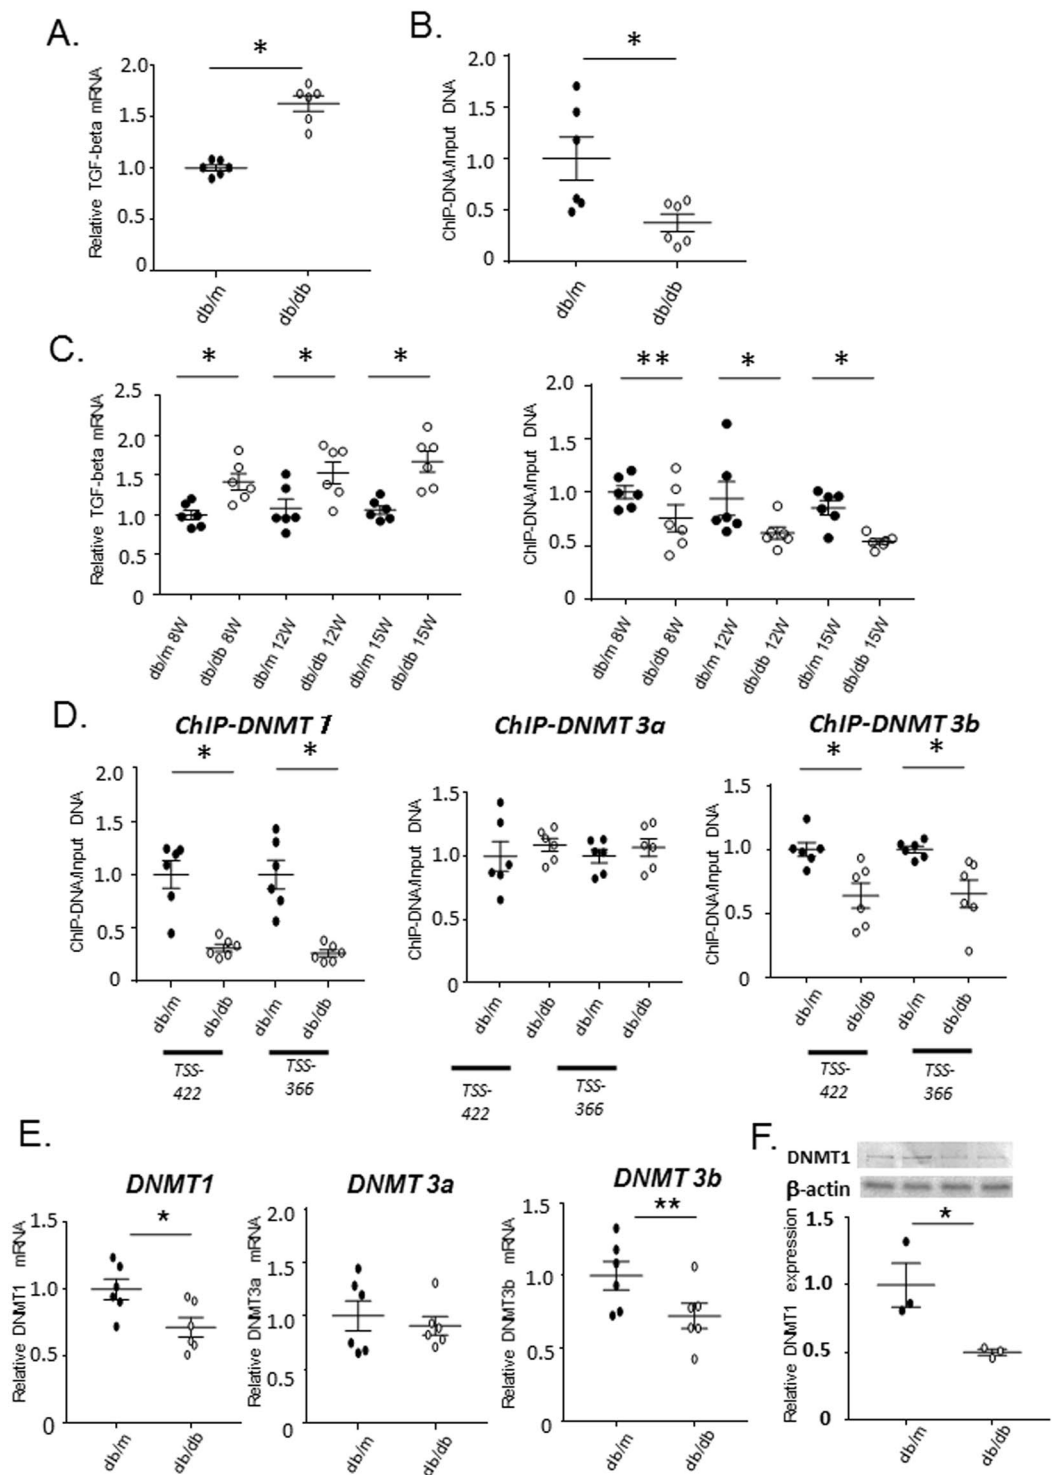 A.
Relative TGF-beta mRNA
2.0
1.5
1.0
0.5
0
*
db/m
db/db
B.
ChIP-DNA/Input DNA
2.0
1.5
1.0
0.5
0
*
db/m
db/db
C.
Relative TGF-beta mRNA
2.5
2.0
1.5
1.0
0.5
0
* * *
db/m 8W
db/db 8W
db/m 12W
db/db 12W
db/m 15W
db/db 15W
ChIP-DNA/Input DNA
2.0
1.5
1.0
0.5
0
** * *
db/m 8W
db/db 8W
db/m 12W
db/db 12W
db/m 15W
db/db 15W
D.
ChIP-DNMT 1
ChIP-DNA/Input DNA
2.0
1.5
1.0
0.5
0
* *
db/m
db/db
db/m
db/db
TSS-
422
TSS-
366
ChIP-DNMT 3a
ChIP-DNA/Input DNA
1.5
1.0
0.5
0
db/m
db/db
db/m
db/db
TSS-
422
TSS-
366
ChIP-DNMT 3b
ChIP-DNA/Input DNA
1.5
1.0
0.5
0
* *
db/m
db/db
db/m
db/db
TSS-
422
TSS-
366
E.
DNMT1
Relative DNMT1 mRNA
1.5
1.0
0.5
0
*
db/m
db/db
DNMT 3a
Relative DNMT3a mRNA
2.0
1.5
1.0
0.5
0
db/m
db/db
DNMT 3b
Relative DNMT3b mRNA
1.5
1.0
0.5
0
**
db/m
db/db
F.
DNMT1
β-actin
Relative DNMT1 expression
1.5
1.0
0.5
0
*
db/m
db/db